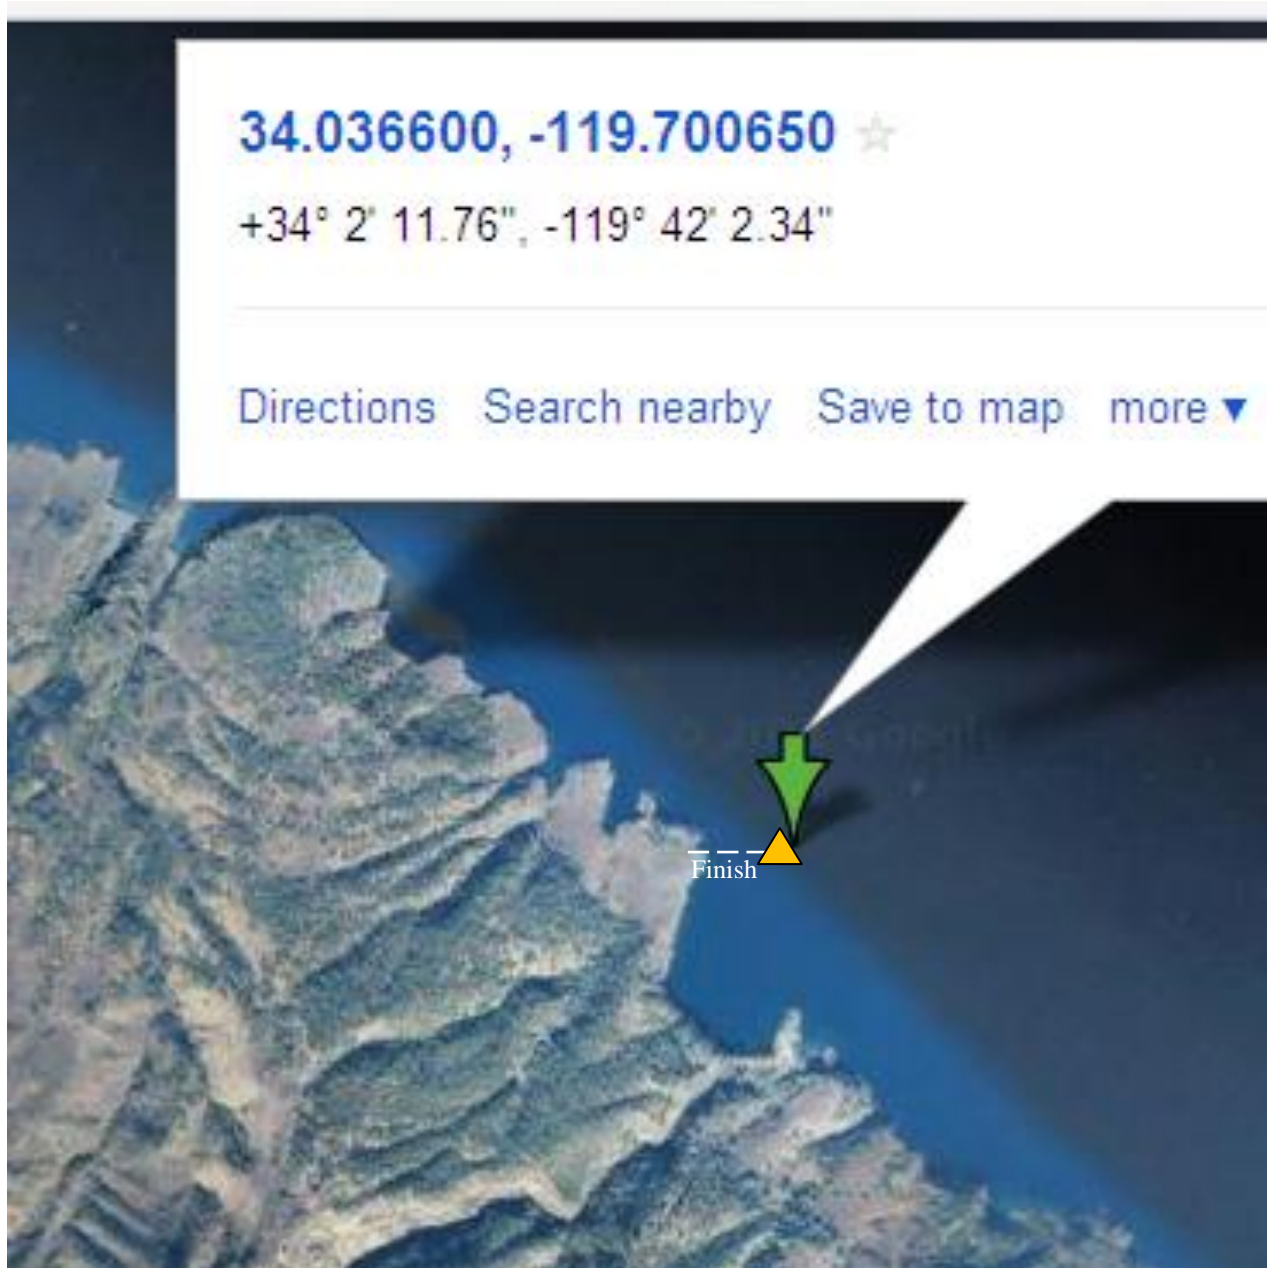 34.036600, -119.700650
+34° 2' 11.76", -119° 42' 2.34"
Directions Search nearby Save to map more ▼
Google
Finish